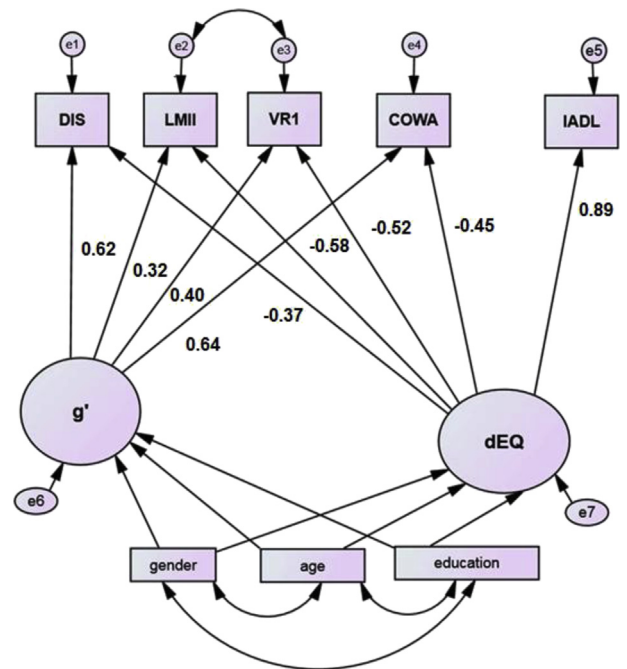 e1
e2
e3
e4
e5
DIS
LMII
VR1
COWA
IADL
0.62
0.32
0.40
0.64
-0.37
-0.58
-0.52
-0.45
0.89
g'
dEQ
e6
e7
gender
age
education